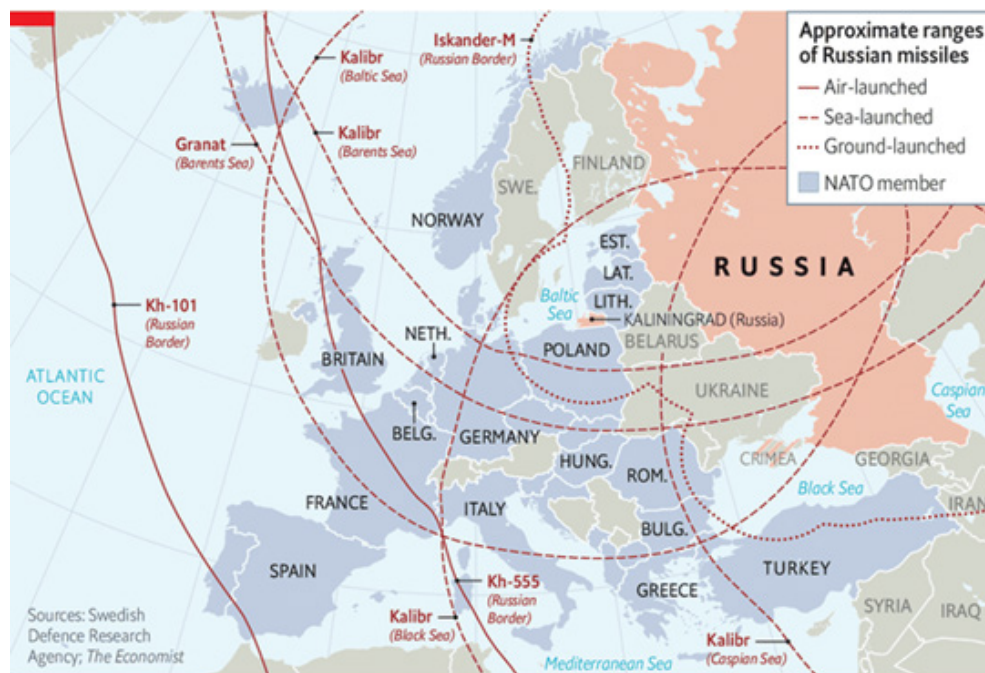 Approximate ranges
of Russian missiles
Air-launched
Sea-launched
Ground-launched
NATO member
Iskander-M
(Russian Border)
Kalibr
(Baltic Sea)
Kalibr
(Barents Sea)
Granat
(Barents Sea)
FINLAND
SWE.
NORWAY
EST.
RUSSIA
LAT.
Baltic
Sea
LITH.
Kh-101
(Russian
Border)
KALININGRAD (Russia)
NETH.
BELARUS
BRITAIN
POLAND
ATLANTIC
OCEAN
UKRAINE
Caspian
Sea
BELG.
GERMANY
CRIMEA
GEORGIA
HUNG.
ROM.
Black Sea
IRAN
FRANCE
ITALY
BULG.
SPAIN
TURKEY
Kh-555
(Russian
Border)
GREECE
SYRIA
IRAQ
Kalibr
(Black Sea)
Kalibr
(Caspian Sea)
Sources: Swedish
Defence Research
Agency; The Economist
Mediterranean Sea